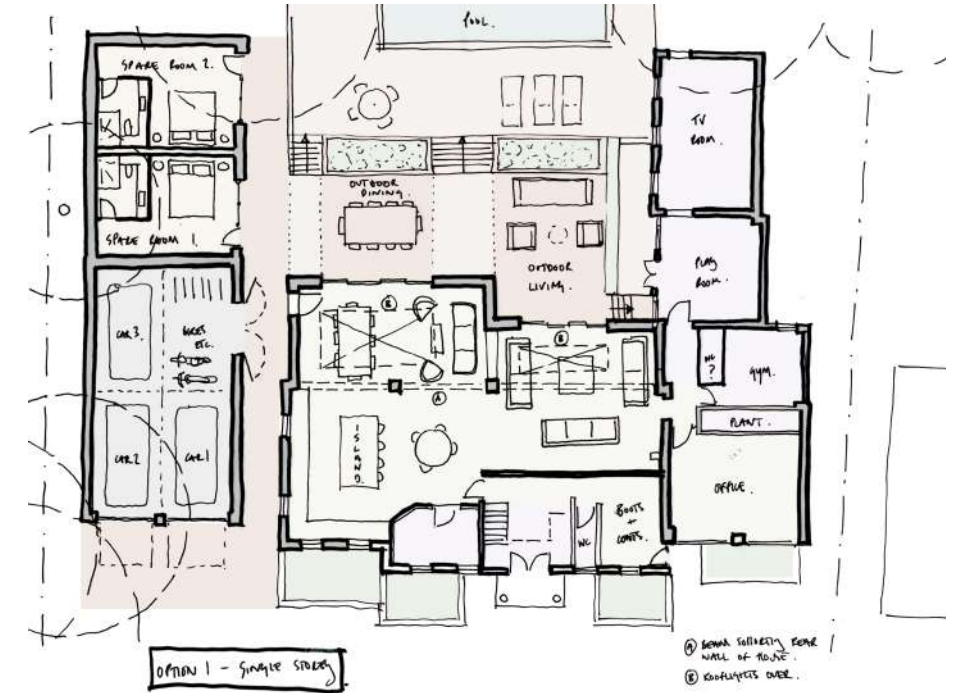 POOL.
SPARE ROOM 2.
TV
ROOM.
OUTDOOR
DINING.
SPARE ROOM 1.
OUTDOOR
LIVING.
PLAY
ROOM.
CAR 3.
BIKES
ETC.
B
B
WC
?
GYM.
A
PLANT.
ISLAND.
CAR 2
CAR 1
OFFICE.
BOOTS
+
COATS.
WC
OPTION 1 - SINGLE STOREY
A BEAM SUPPORTING REAR
WALL OF HOUSE.
B ROOFLIGHTS OVER.